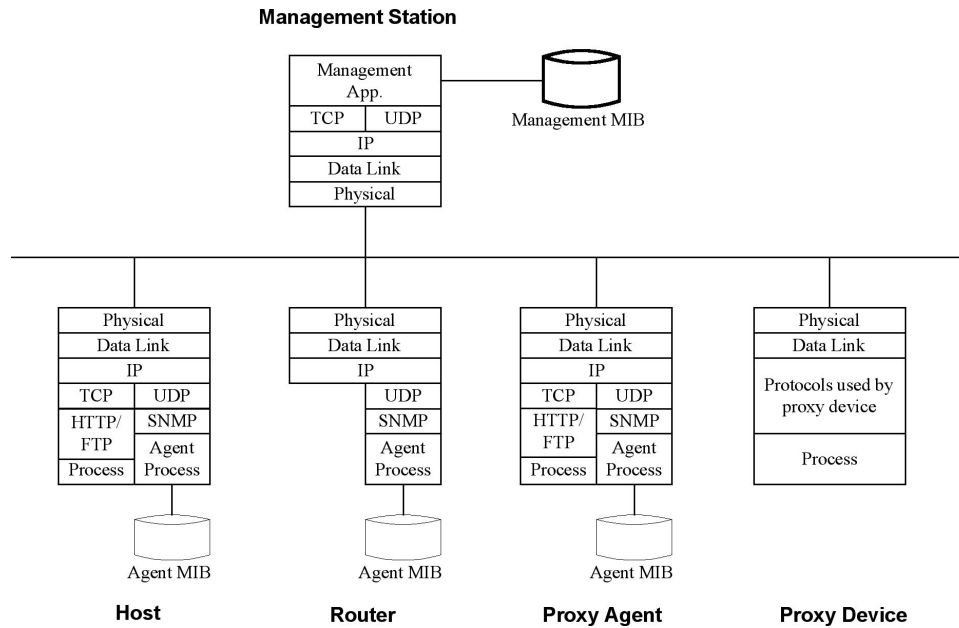 Management Station
Management
App.
TCP
UDP
IP
Data Link
Physical
Management MIB
Physical
Data Link
IP
TCP
UDP
HTTP/
FTP
SNMP
Process
Agent
Process
Agent MIB
Host
Physical
Data Link
IP
UDP
SNMP
Agent
Process
Agent MIB
Router
Physical
Data Link
IP
TCP
UDP
HTTP/
FTP
SNMP
Process
Agent
Process
Agent MIB
Proxy Agent
Physical
Data Link
Protocols used by
proxy device
Process
Proxy Device